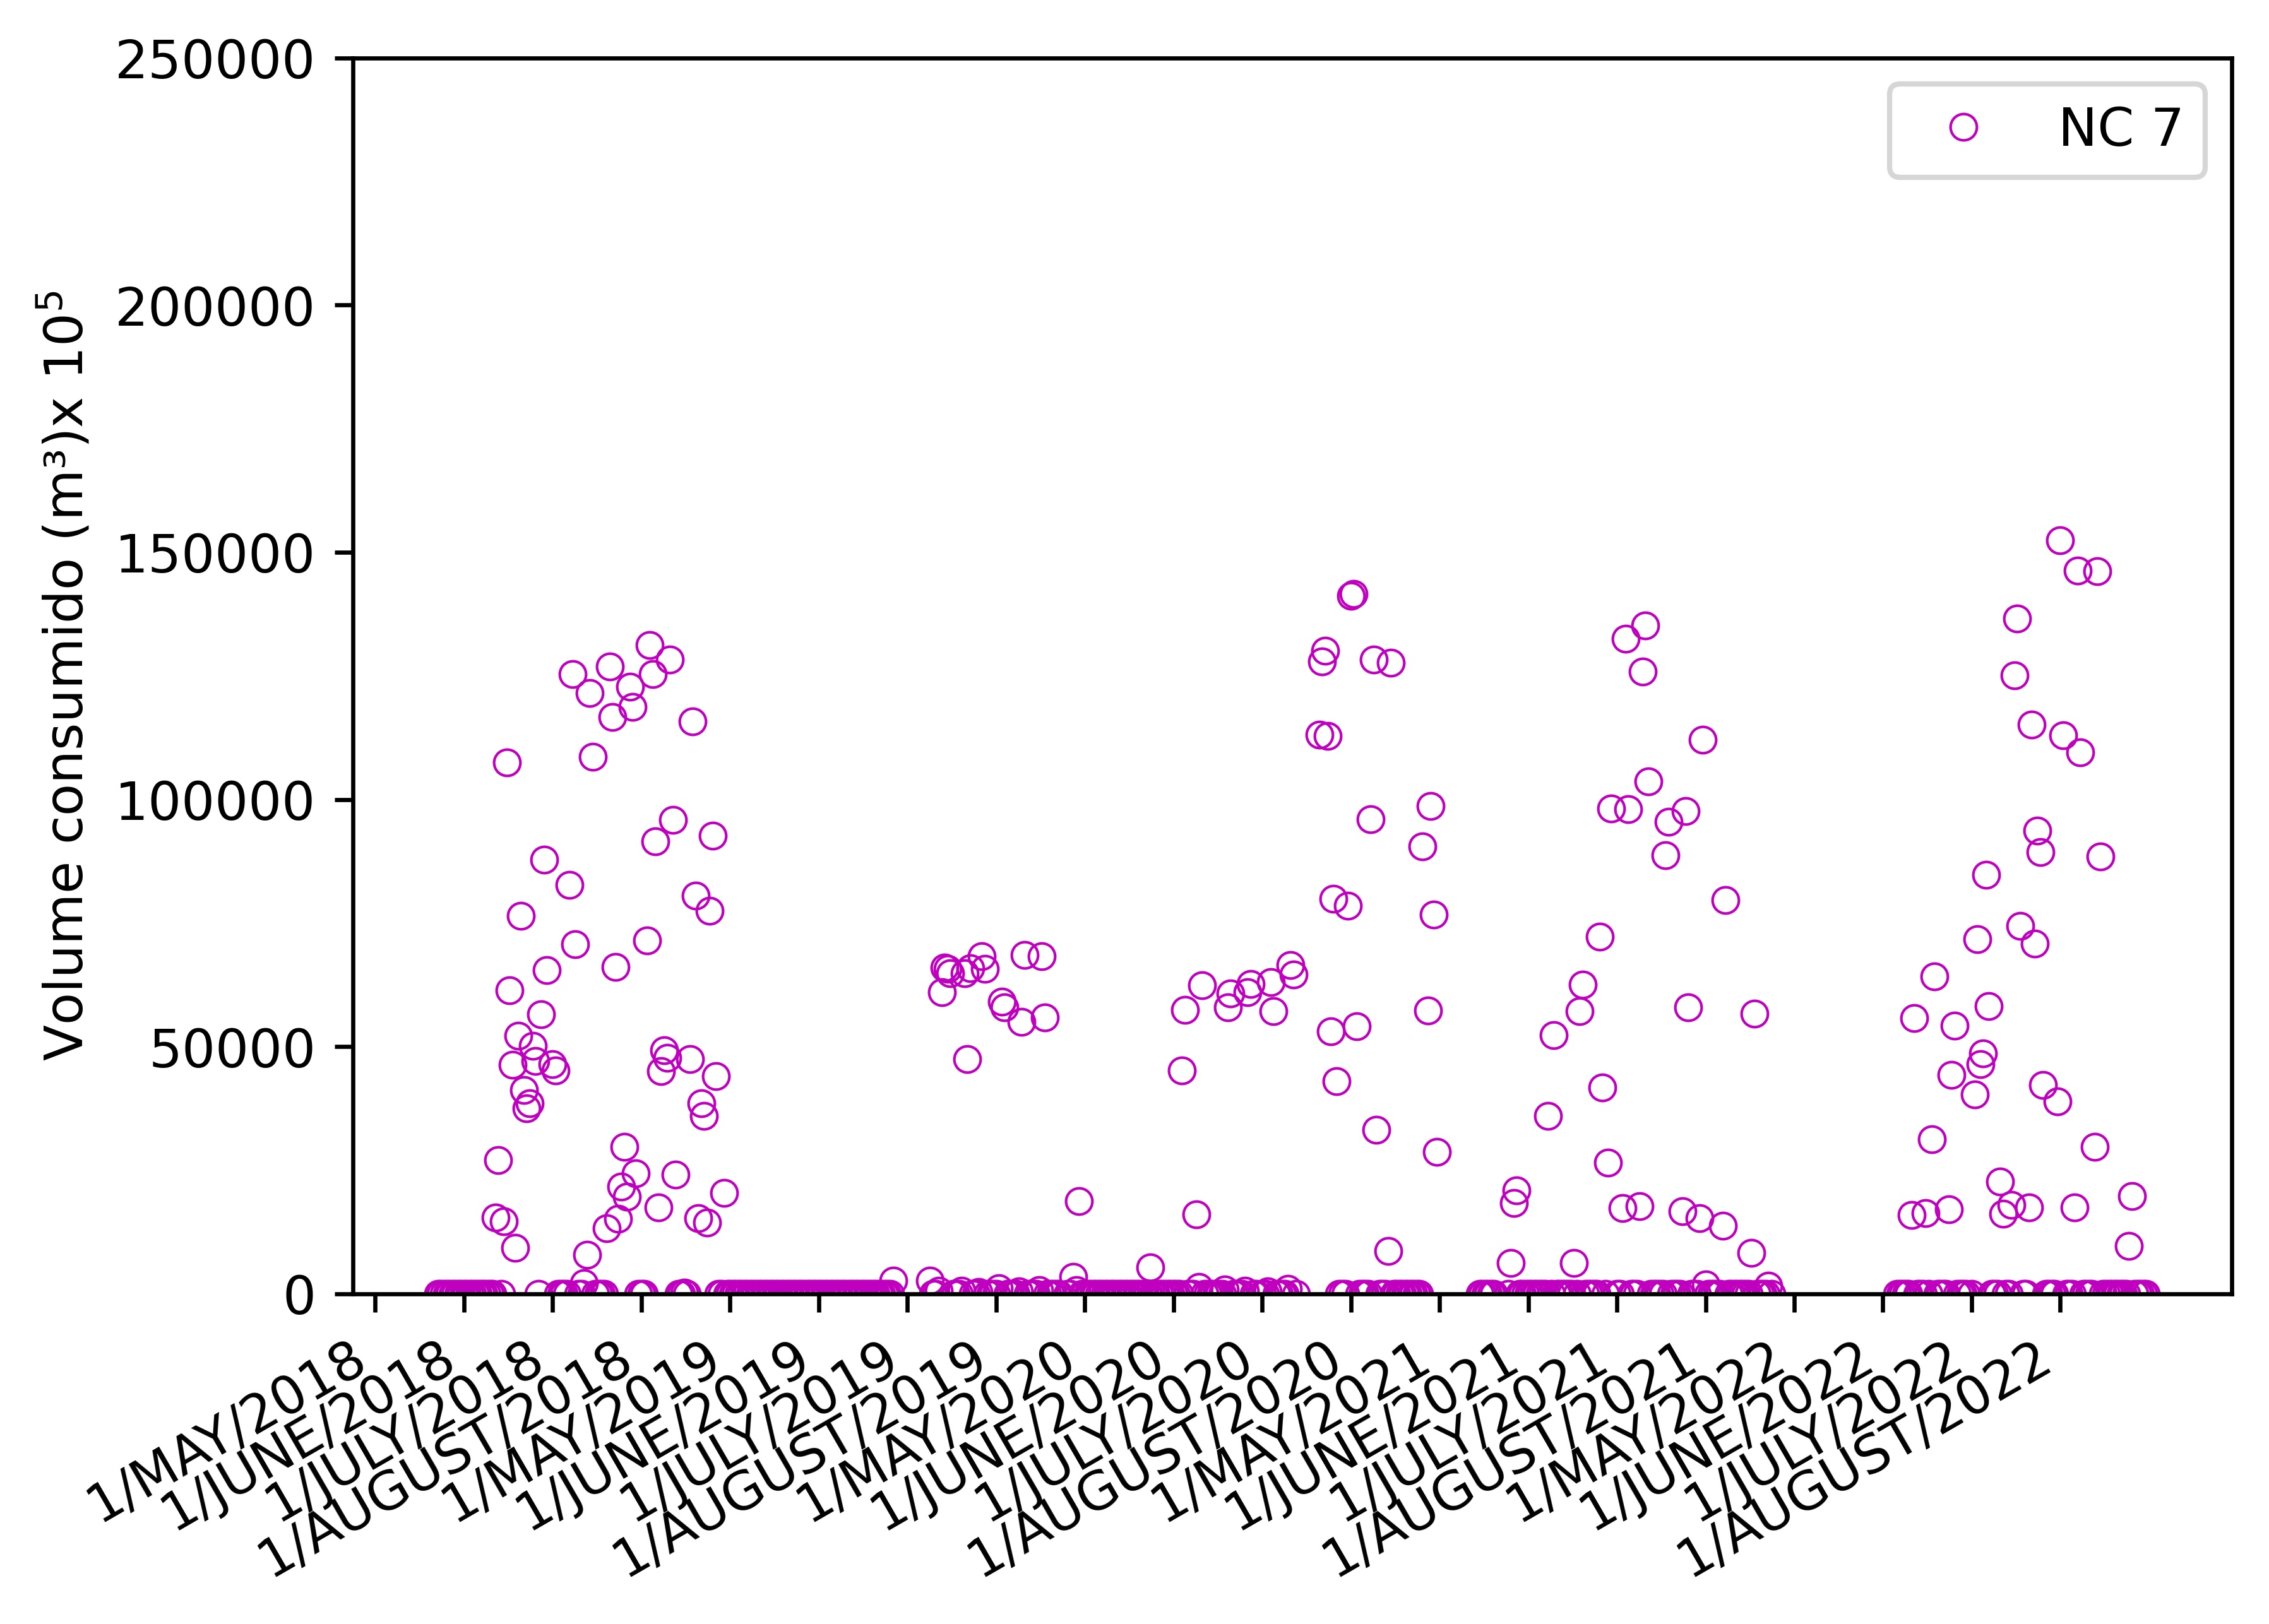 250000
200000
150000
100000
50000
0
Volume consumido (m³)x 10⁵
NC 7
1/MAY/2018
1/JUNE/2018
1/JULY/2018
1/AUGUST/2018
1/MAY/2019
1/JUNE/2019
1/JULY/2019
1/AUGUST/2019
1/MAY/2020
1/JUNE/2020
1/JULY/2020
1/AUGUST/2020
1/MAY/2021
1/JUNE/2021
1/JULY/2021
1/AUGUST/2021
1/MAY/2022
1/JUNE/2022
1/JULY/2022
1/AUGUST/2022